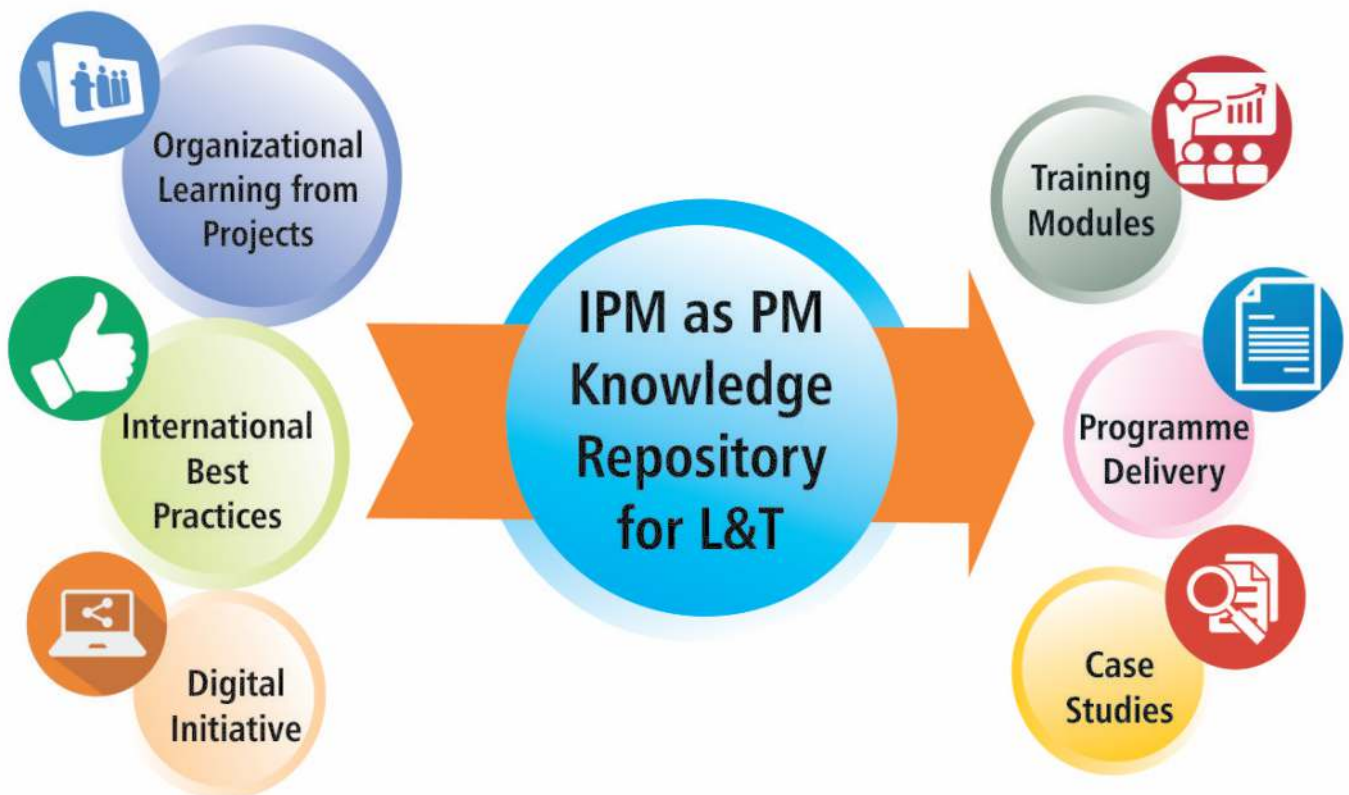 Organizational
Learning from
Projects
International
Best
Practices
Digital
Initiative
IPM as PM
Knowledge
Repository
for L&T
Training
Modules
Programme
Delivery
Case
Studies